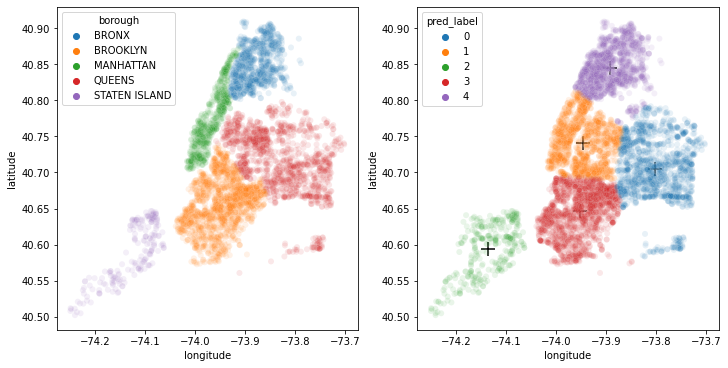 borough
BRONX
BROOKLYN
MANHATTAN
QUEENS
STATEN ISLAND
40.90
40.85
40.80
40.75
40.70
40.65
40.60
40.55
40.50
latitude
−74.2 −74.1 −74.0 −73.9 −73.8 −73.7
longitude
pred_label
0
1
2
3
4
40.90
40.85
40.80
40.75
40.70
40.65
40.60
40.55
40.50
latitude
−74.2 −74.1 −74.0 −73.9 −73.8 −73.7
longitude